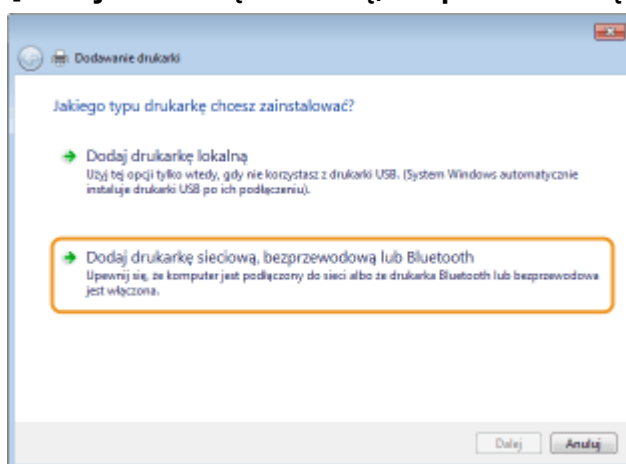 Dodawanie drukarki
Jakiego typu drukarkę chcesz zainstalować?
Dodaj drukarkę lokalną
Użyj tej opcji tylko wtedy, gdy nie korzystasz z drukarki USB. (System Windows automatycznie
instaluje drukarki USB po ich podłączeniu).
Dodaj drukarkę sieciową, bezprzewodową lub Bluetooth
Upewnij się, że komputer jest podłączony do sieci albo że drukarka Bluetooth lub bezprzewodowa
jest włączona.
Dalej Anuluj